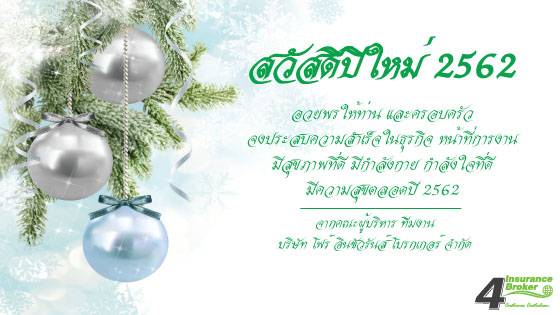 สวัสดีปีใหม่ 2562
อวยพรให้ท่าน และครอบครัว
จงประสบความสำเร็จในธุรกิจ หน้าที่การงาน
มีสุขภาพที่ดี มีกำลังกาย กำลังใจที่ดี
มีความสุขตลอดปี 2562
จากคณะผู้บริหาร ทีมงาน
บริษัท โฟร์ อินชัวรันส์ โบรกเกอร์ จำกัด
4 Insurance
Broker